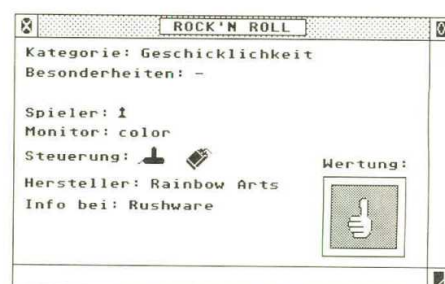 ROCK'N ROLL
Kategorie: Geschicklichkeit
Besonderheiten: –
Spieler: 1
Monitor: color
Steuerung:
Wertung:
Hersteller: Rainbow Arts
Info bei: Rushware